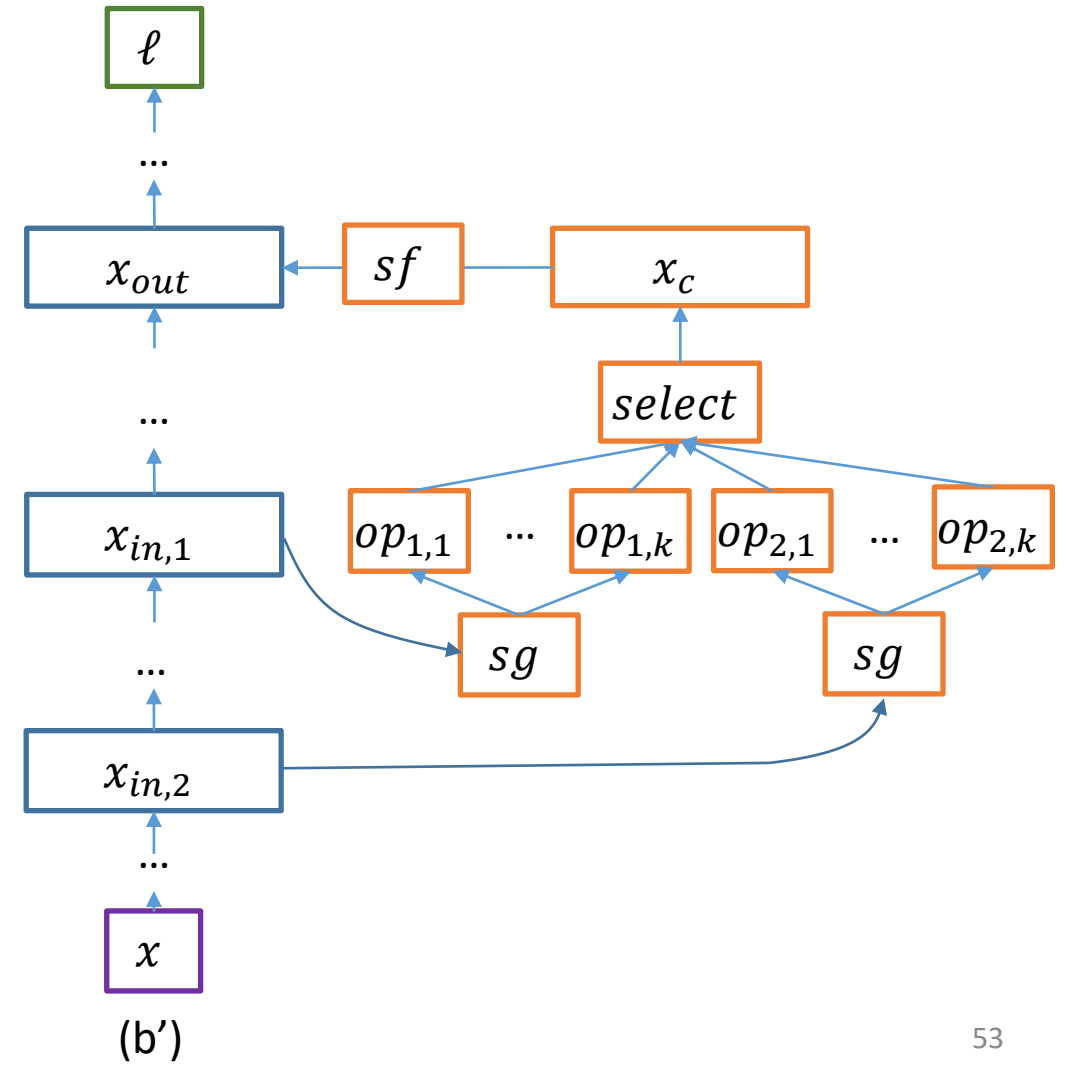 ℓ
...
x_out sf x_c
select
...
x_in,1 op_1,1 ... op_1,k op_2,1 ... op_2,k
sg sg
...
x_in,2
...
x
(b’)
53